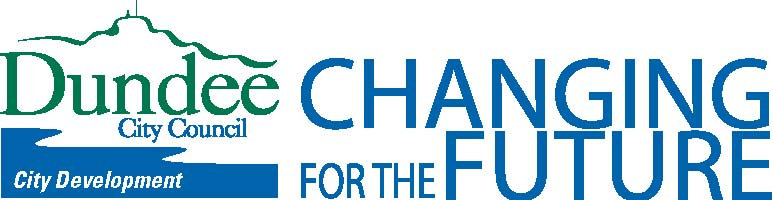 Dundee
City Council
City Development
CHANGING
FOR THE FUTURE